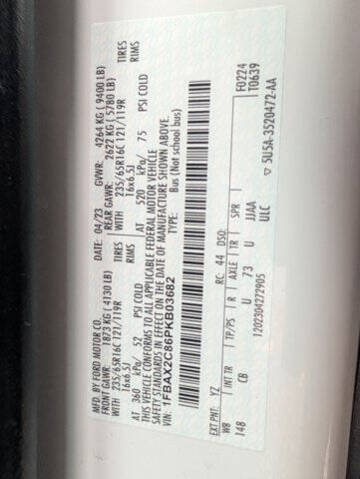 MFD. BY FORD MOTOR CO.
DATE: 04/23 GVWR: 4264 KG ( 9400 LB)
FRONT GAWR: 1873 KG ( 4130 LB) REAR GAWR: 2622 KG ( 5780 LB)
WITH 235/65R16C 121/119R TIRES WITH 235/65R16C 121/119R TIRES
16x6.5J RIMS 16x6.5J RIMS
AT 360 kPa/ 52 PSI COLD AT 520 kPa/ 75 PSI COLD
THIS VEHICLE CONFORMS TO ALL APPLICABLE FEDERAL MOTOR VEHICLE
SAFETY STANDARDS IN EFFECT ON THE DATE OF MANUFACTURE SHOWN ABOVE.
VIN: 1FBAX2C86PKB03682 TYPE: Bus (Not school bus)
F0224
T0639
EXT PNT: YZ RC: 44 DSO:
WB INT TR TP/PS R AXLE TR SPR
148 CB U 73 U JJAA
ULC
1202304272905 ▽ 5U5A-3520472-AA